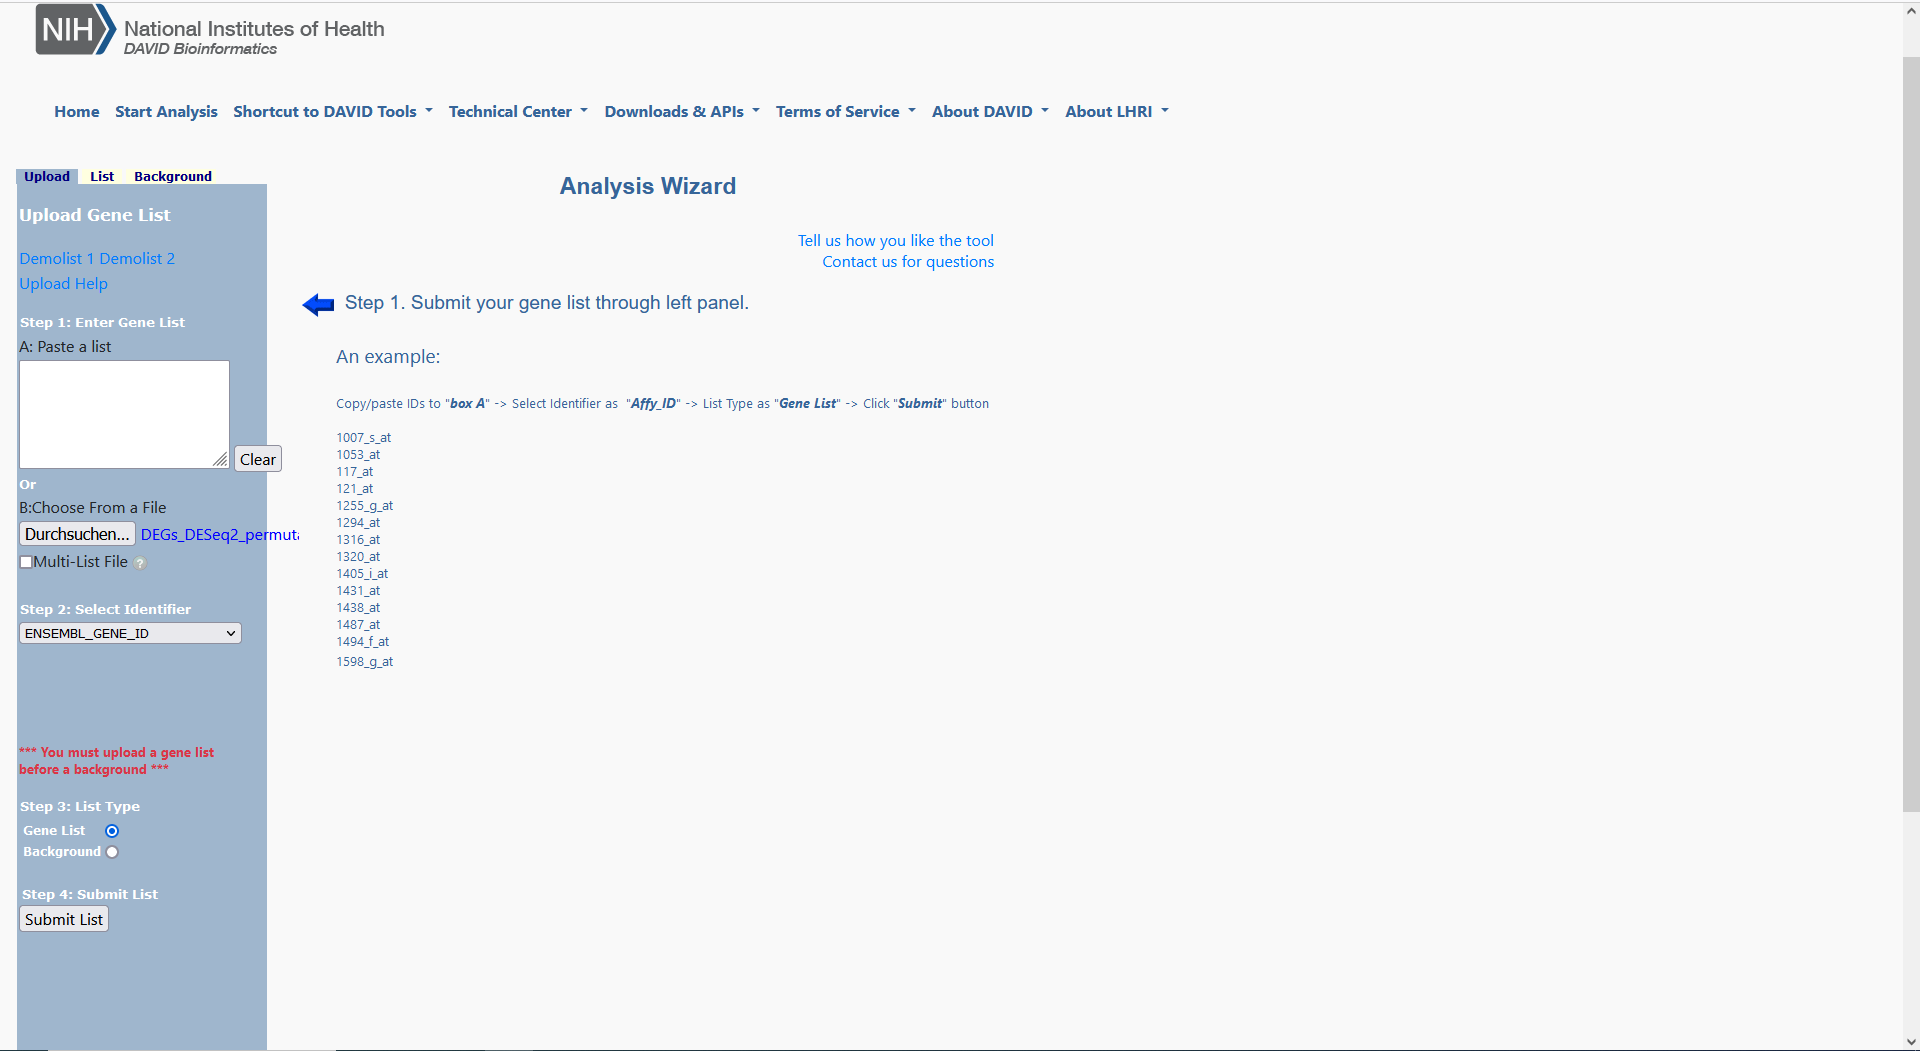 NIH National Institutes of Health
DAVID Bioinformatics
Home Start Analysis Shortcut to DAVID Tools Technical Center Downloads & APIs Terms of Service About DAVID About LHRI
Upload List Background
Upload Gene List
Demolist 1 Demolist 2
Upload Help
Step 1: Enter Gene List
A: Paste a list
Clear
Or
B:Choose From a File
Durchsuchen... DEGs_DESeq2_permuta
Multi-List File ?
Step 2: Select Identifier
ENSEMBL_GENE_ID
*** You must upload a gene list
before a background ***
Step 3: List Type
Gene List
Background
Step 4: Submit List
Submit List
Analysis Wizard
Tell us how you like the tool
Contact us for questions
Step 1. Submit your gene list through left panel.
An example:
Copy/paste IDs to "box A" -> Select Identifier as "Affy_ID" -> List Type as "Gene List" -> Click "Submit" button
1007_s_at
1053_at
117_at
121_at
1255_g_at
1294_at
1316_at
1320_at
1405_i_at
1431_at
1438_at
1487_at
1494_f_at
1598_g_at